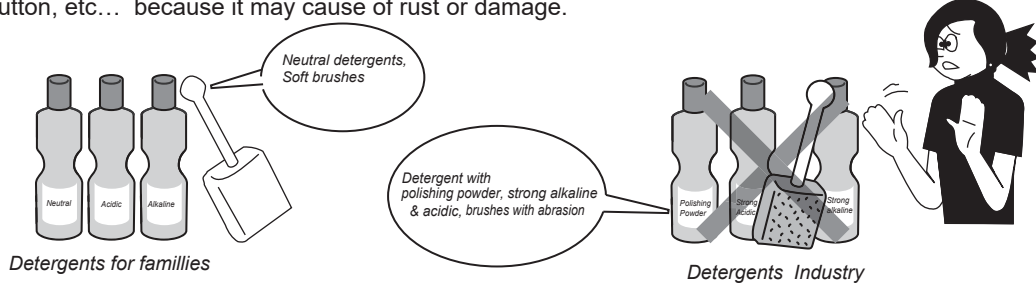 utton, etc… because it may cause of rust or damage.
Neutral detergents,
Soft brushes
Detergent with
polishing powder, strong alkaline
& acidic, brushes with abrasion
Neutral
Acidic
Alkaline
Polishing
Powder
Strong
Acidic
Strong
alkaline
Detergents for famillies
Detergents Industry